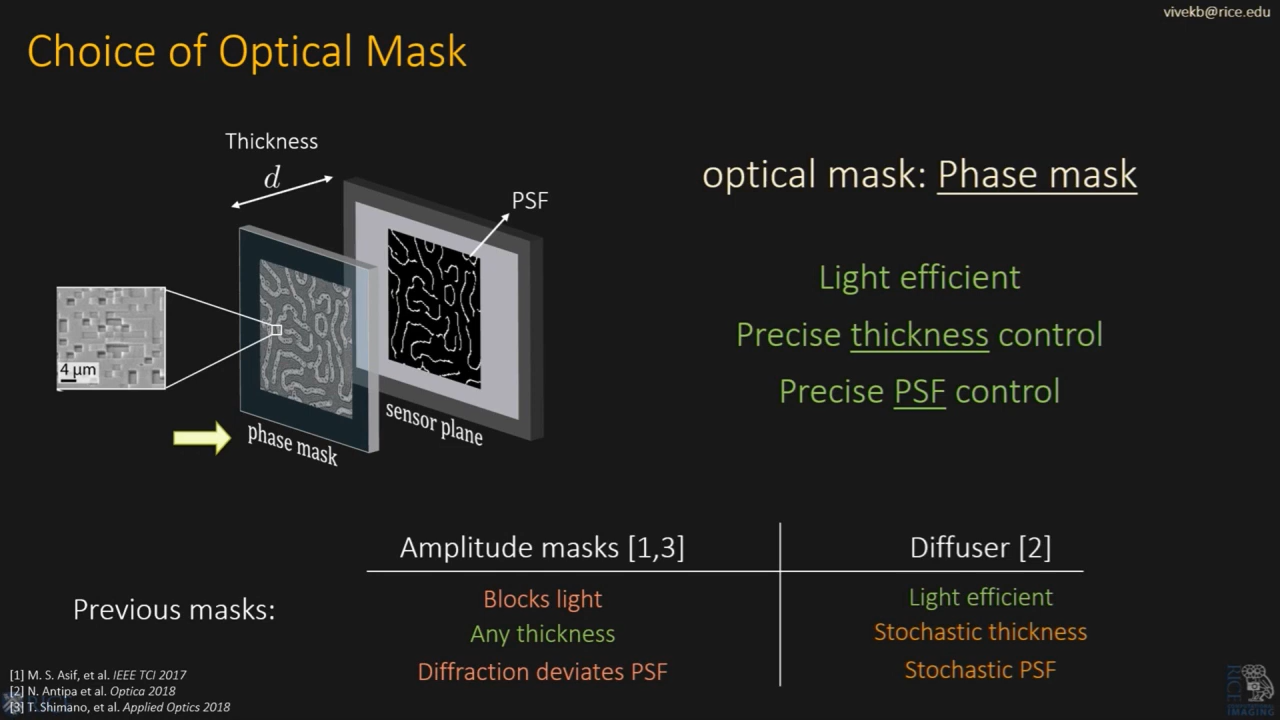 vivekb@rice.edu
Choice of Optical Mask
Thickness
d
PSF
4 μm
phase mask
sensor plane
optical mask: Phase mask
Light efficient
Precise thickness control
Precise PSF control
Previous masks:
Amplitude masks [1,3]
Blocks light
Any thickness
Diffraction deviates PSF
Diffuser [2]
Light efficient
Stochastic thickness
Stochastic PSF
[1] M. S. Asif, et al. IEEE TCI 2017
[2] N. Antipa et al. Optica 2018
[3] T. Shimano, et al. Applied Optics 2018
RICE
IMAGING